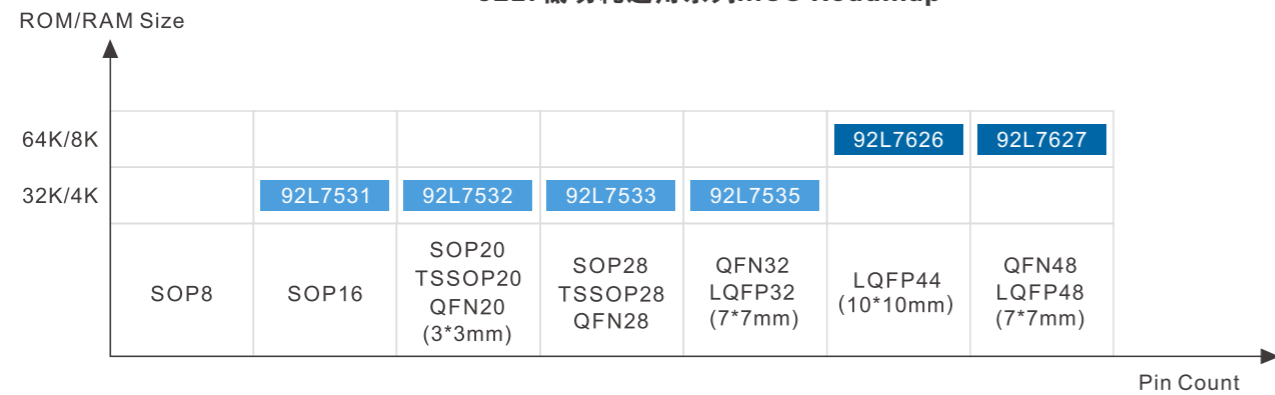 ROM/RAM Size
64K/8K
92L7626
92L7627
32K/4K
92L7531
92L7532
92L7533
92L7535
SOP8
SOP16
SOP20
TSSOP20
QFN20
(3*3mm)
SOP28
TSSOP28
QFN28
QFN32
LQFP32
(7*7mm)
LQFP44
(10*10mm)
QFN48
LQFP48
(7*7mm)
Pin Count